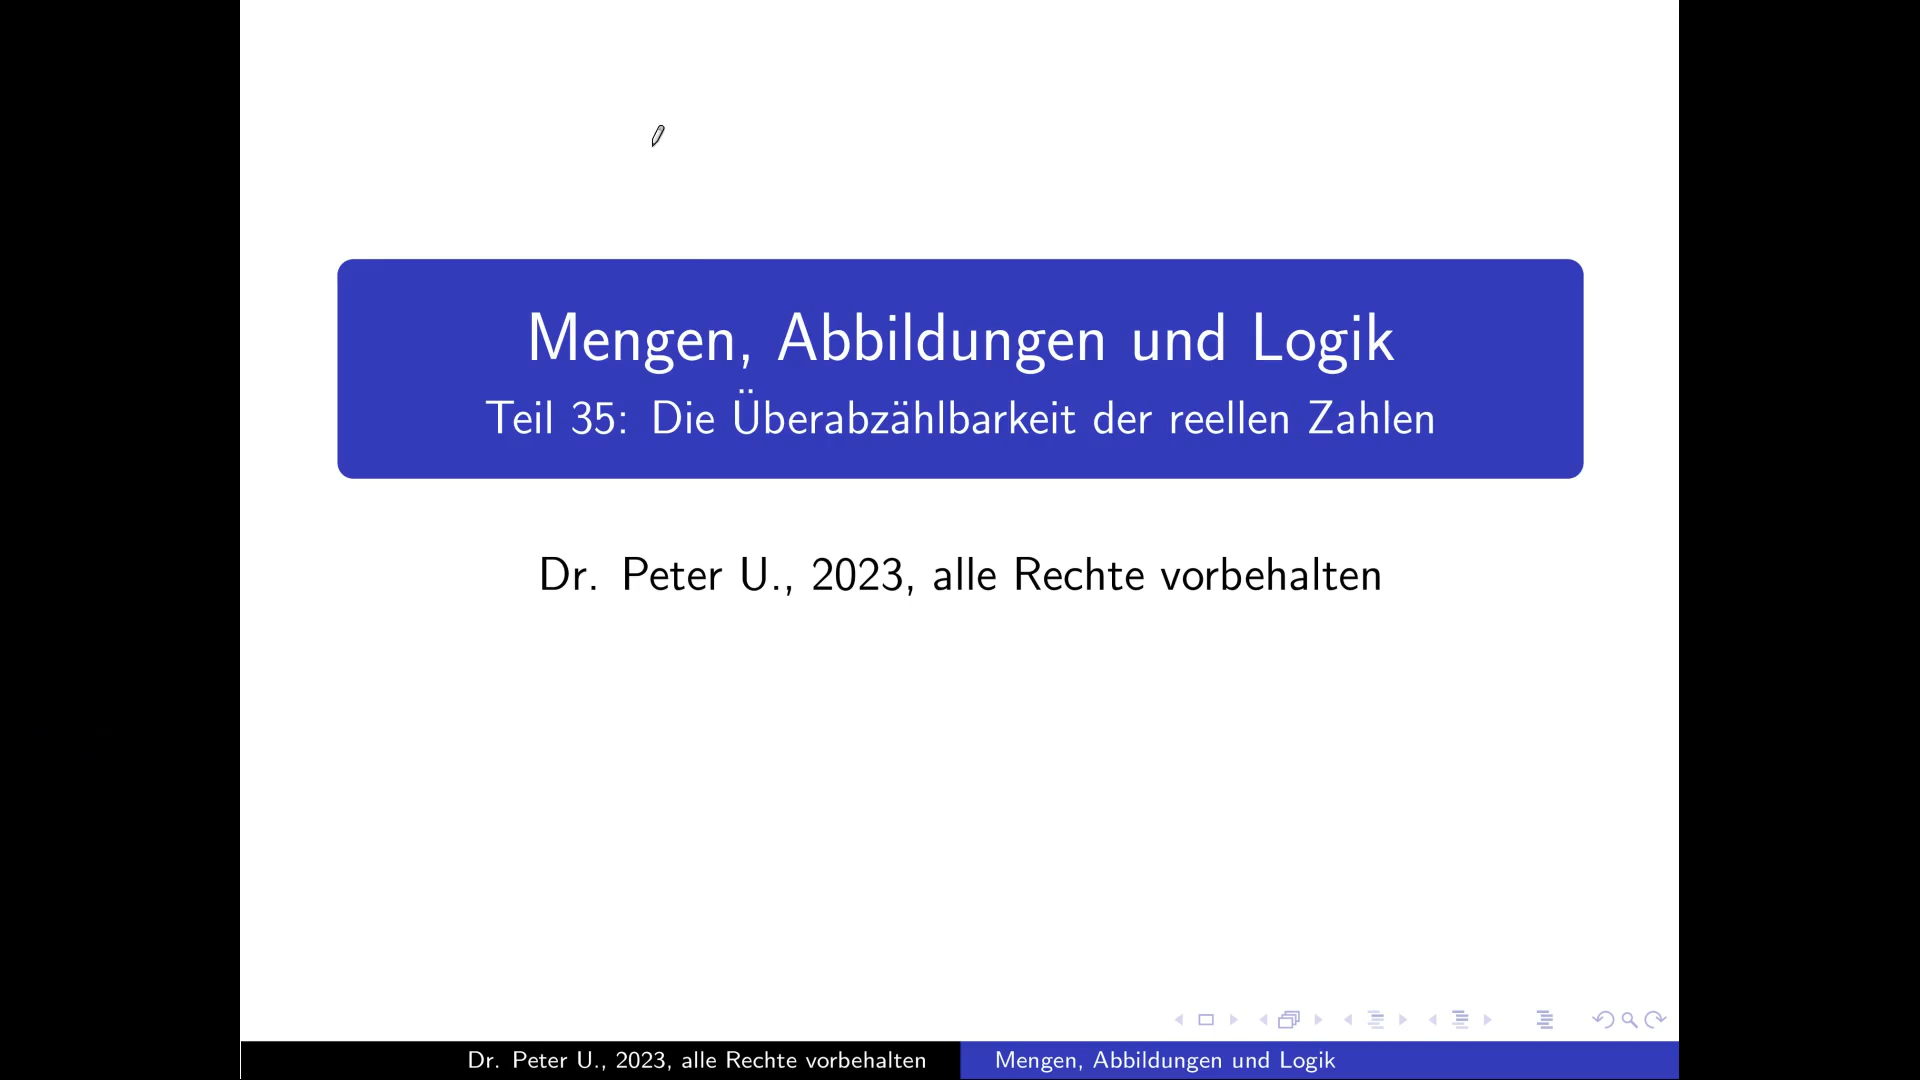 Mengen, Abbildungen und Logik
Teil 35: Die Überabzählbarkeit der reellen Zahlen
Dr. Peter U., 2023, alle Rechte vorbehalten
Dr. Peter U., 2023, alle Rechte vorbehalten
Mengen, Abbildungen und Logik